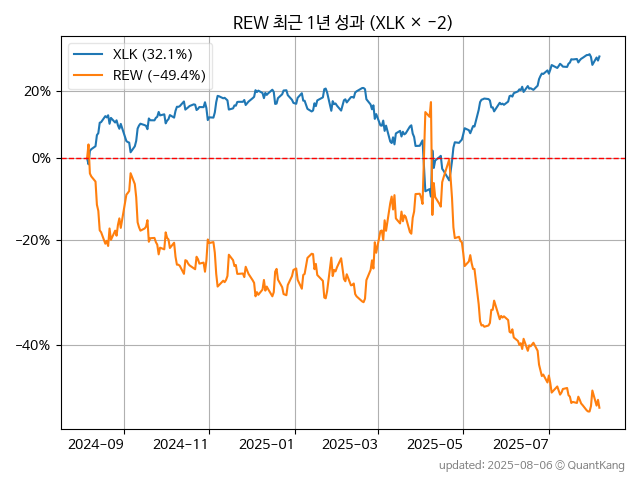 REW 최근 1년 성과 (XLK × −2)
XLK (32.1%)
REW (−49.4%)
20%
0%
−20%
−40%
2024-09 2024-11 2025-01 2025-03 2025-05 2025-07
updated: 2025-08-06 © QuantKang